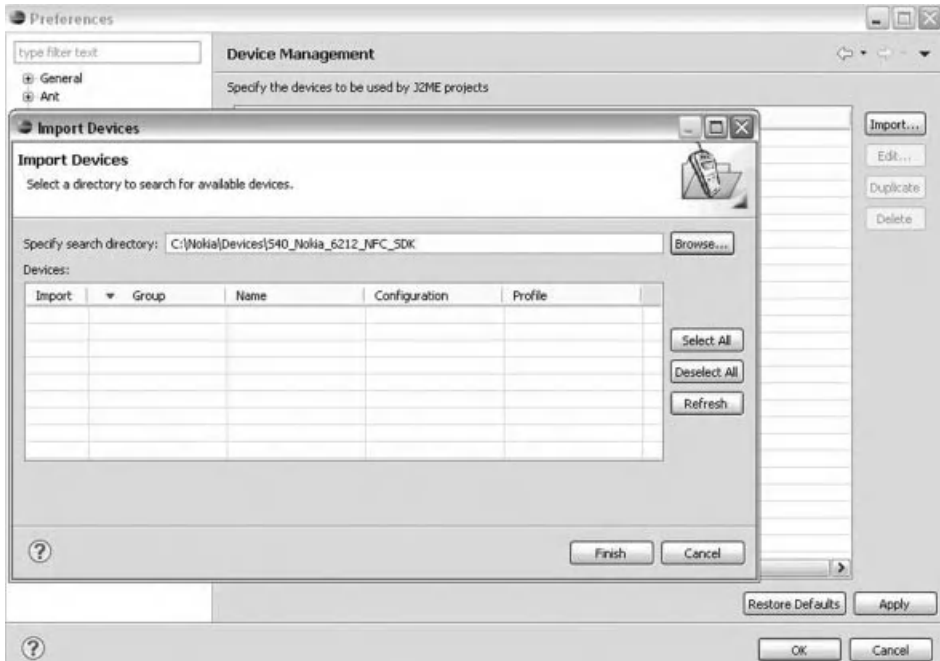 Preferences
type filter text
General
Ant
Device Management
Specify the devices to be used by J2ME projects
Import...
Edit...
Duplicate
Delete
Import Devices
Import Devices
Select a directory to search for available devices.
Specify search directory: C:\Nokia\Devices\S40_Nokia_6212_NFC_SDK Browse...
Devices:
Import Group Name Configuration Profile
Select All
Deselect All
Refresh
Finish Cancel
Restore Defaults Apply
OK Cancel